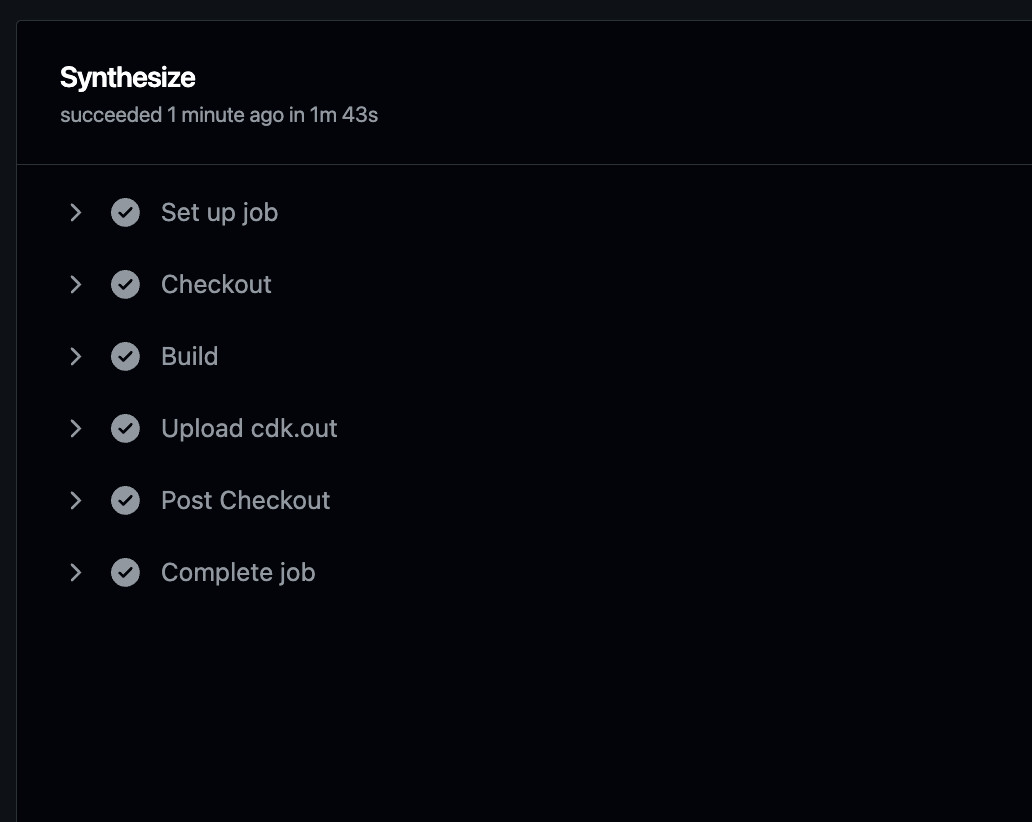 Synthesize
succeeded 1 minute ago in 1m 43s
Set up job
Checkout
Build
Upload cdk.out
Post Checkout
Complete job